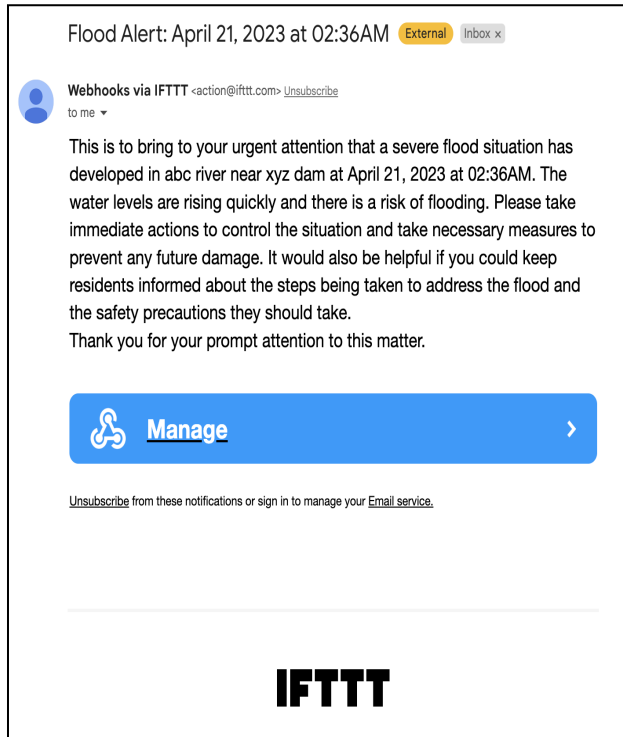 Flood Alert: April 21, 2023 at 02:36AM External Inbox ×
Webhooks via IFTTT <action@ifttt.com> Unsubscribe
to me
This is to bring to your urgent attention that a severe flood situation has
developed in abc river near xyz dam at April 21, 2023 at 02:36AM. The
water levels are rising quickly and there is a risk of flooding. Please take
immediate actions to control the situation and take necessary measures to
prevent any future damage. It would also be helpful if you could keep
residents informed about the steps being taken to address the flood and
the safety precautions they should take.
Thank you for your prompt attention to this matter.
Manage
Unsubscribe from these notifications or sign in to manage your Email service.
IFTTT